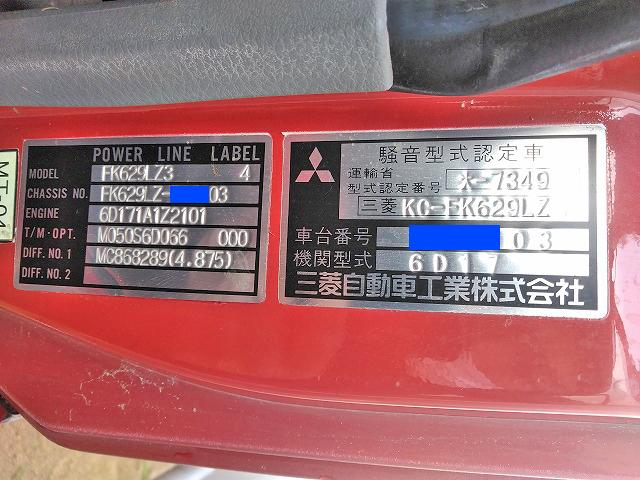 MT-04
POWER LINE LABEL
MODEL FK629LZ3 4
CHASSIS NO. FK629LZ- 03
ENGINE 6D171A1Z2101
T/M·OPT. M050S6D066 000
DIFF. NO. 1 MC868289(4.875)
DIFF. NO. 2
騒音型式認定車
運輸省
型式認定番号 ス-7349
三菱 KC-FK629LZ
車台番号 03
機関型式 6D17
三菱自動車工業株式会社